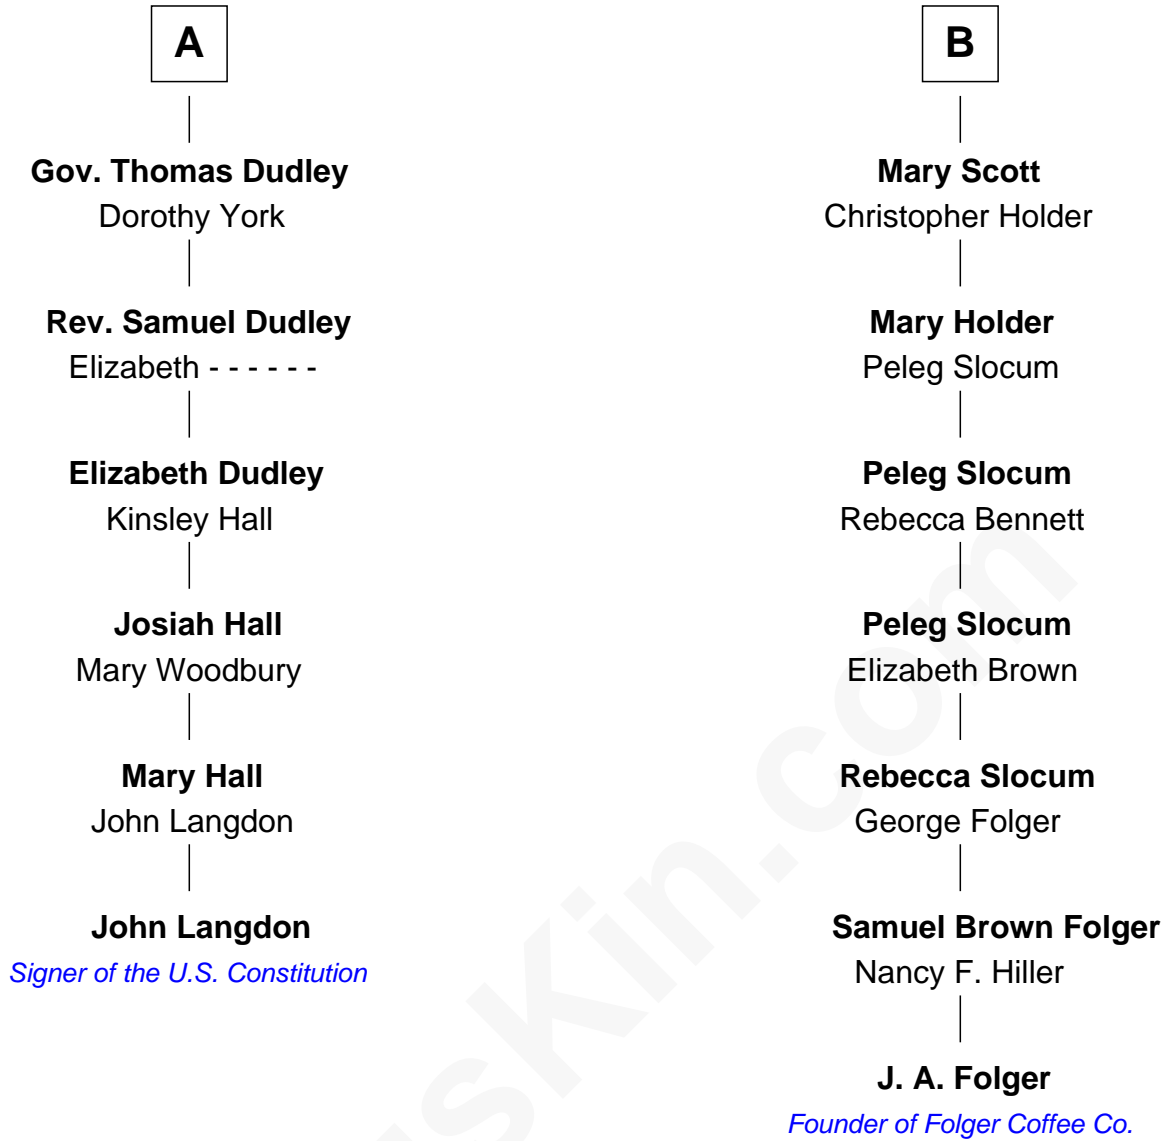 A
Gov. Thomas Dudley
Dorothy York
Rev. Samuel Dudley
Elizabeth - - - - - -
Elizabeth Dudley
Kinsley Hall
Josiah Hall
Mary Woodbury
Mary Hall
John Langdon
John Langdon
Signer of the U.S. Constitution
B
Mary Scott
Christopher Holder
Mary Holder
Peleg Slocum
Peleg Slocum
Rebecca Bennett
Peleg Slocum
Elizabeth Brown
Rebecca Slocum
George Folger
Samuel Brown Folger
Nancy F. Hiller
J. A. Folger
Founder of Folger Coffee Co.
usKin.com